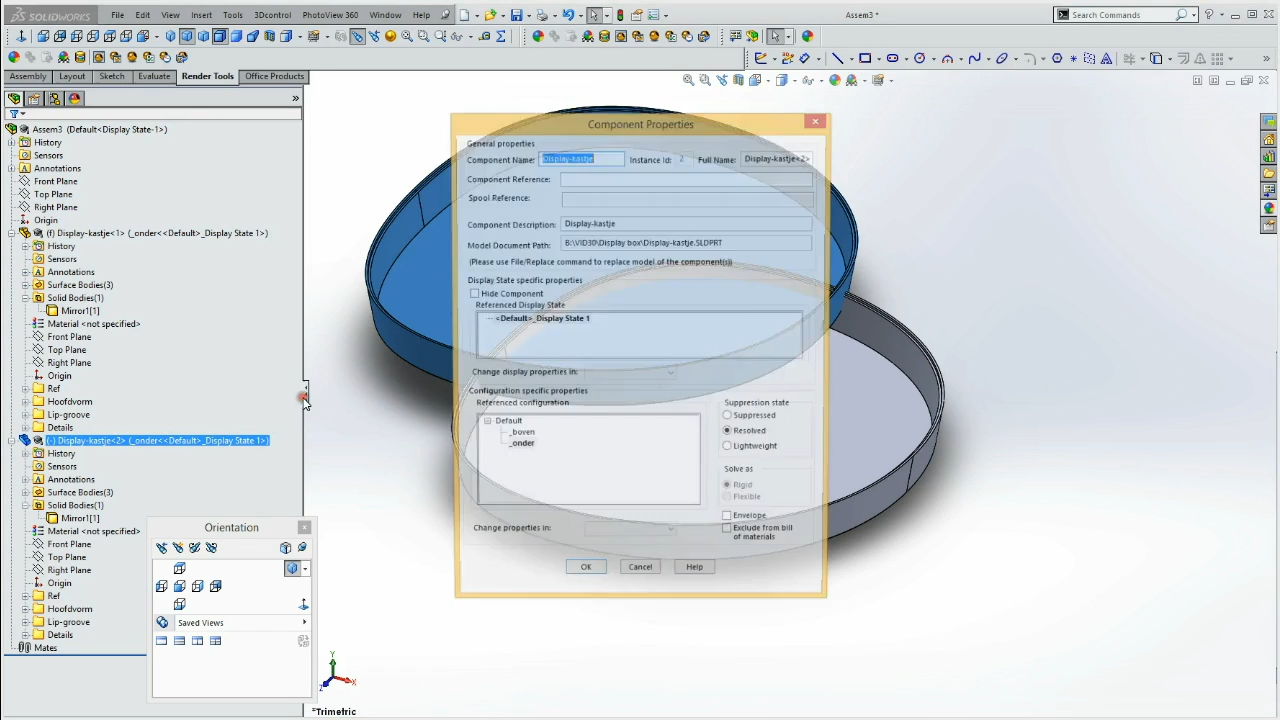 SOLIDWORKS File Edit View Insert Tools 3Dcontrol PhotoView 360 Window Help Assem3 * Search Commands
Assembly Layout Sketch Evaluate Render Tools Office Products
Assem3 (Default<Display State-1>)
History
Sensors
Annotations
Front Plane
Top Plane
Right Plane
Origin
(f) Display-kastje<1> (_onder<<Default>_Display State 1>)
History
Sensors
Annotations
Surface Bodies(3)
Solid Bodies(1)
Mirror1[1]
Material <not specified>
Front Plane
Top Plane
Right Plane
Origin
Ref
Hoofdvorm
Lip-groove
Details
(-) Display-kastje<2> (_onder<<Default>_Display State 1>)
History
Sensors
Annotations
Surface Bodies(3)
Solid Bodies(1)
Mirror1[1]
Material <not specified>
Front Plane
Top Plane
Right Plane
Origin
Ref
Hoofdvorm
Lip-groove
Details
Mates
Orientation
Saved Views
Component Properties
General properties
Component Name: Display-kastje Instance Id: 2 Full Name: Display-kastje<2>
Component Reference:
Spool Reference:
Component Description: Display-kastje
Model Document Path: B:\VID30\Display box\Display-kastje.SLDPRT
(Please use File/Replace command to replace model of the component(s))
Display State specific properties
Hide Component
Referenced Display State
<Default>_Display State 1
Change display properties in:
Configuration specific properties
Referenced configuration
Default
_boven
_onder
Change properties in:
Suppression state
Suppressed
Resolved
Lightweight
Solve as
Rigid
Flexible
Envelope
Exclude from bill
of materials
OK Cancel Help
Y
X
Z
*Trimetric